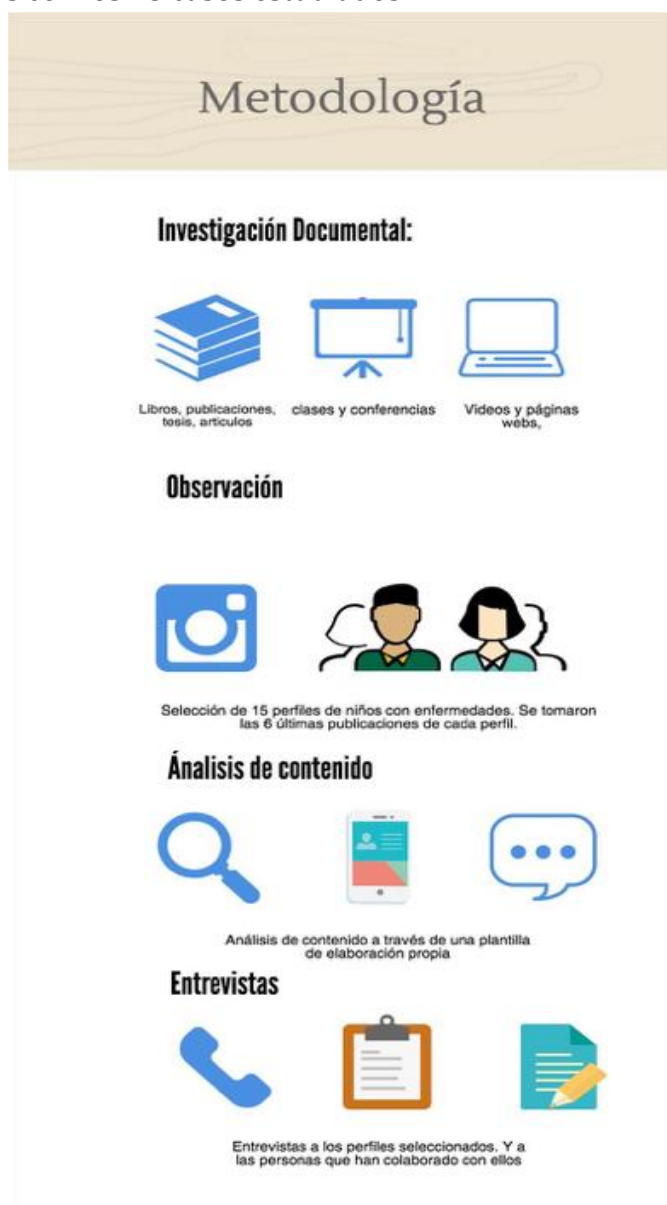 Metodología
Investigación Documental:
Libros, publicaciones,
tesis, articulos
clases y conferencias
Videos y páginas
webs,
Observación
Selección de 15 perfiles de niños con enfermedades. Se tomaron
las 6 últimas publicaciones de cada perfil.
Ánalisis de contenido
Análisis de contenido a través de una plantilla
de elaboración propia
Entrevistas
Entrevistas a los perfiles seleccionados. Y a
las personas que han colaborado con ellos